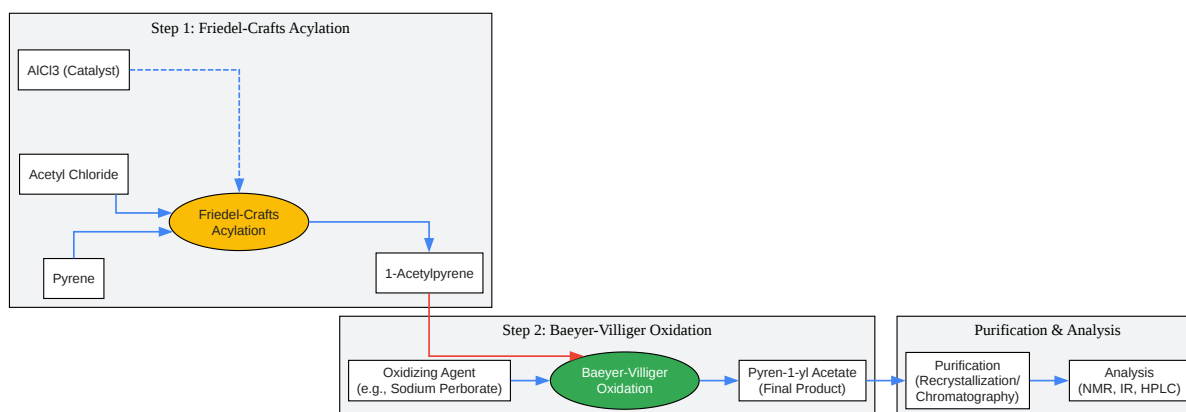 Step 1: Friedel-Crafts Acylation
AlCl3 (Catalyst)
Acetyl Chloride
Friedel-Crafts
Acylation
Pyrene
1-Acetylpyrene
Step 2: Baeyer-Villiger Oxidation
Oxidizing Agent
(e.g., Sodium Perborate)
Baeyer-Villiger
Oxidation
Pyren-1-yl Acetate
(Final Product)
Purification & Analysis
Purification
(Recrystallization/
Chromatography)
Analysis
(NMR, IR, HPLC)